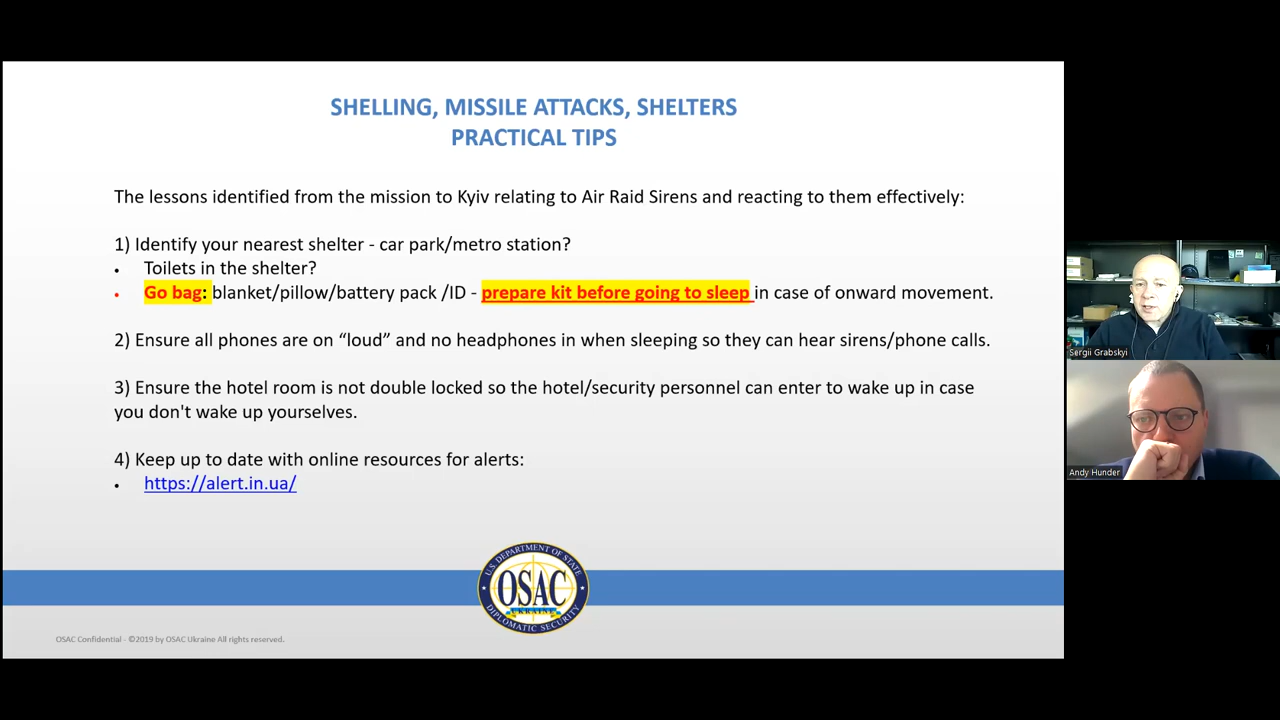 SHELLING, MISSILE ATTACKS, SHELTERS
PRACTICAL TIPS
The lessons identified from the mission to Kyiv relating to Air Raid Sirens and reacting to them effectively:
1) Identify your nearest shelter - car park/metro station?
• Toilets in the shelter?
• Go bag: blanket/pillow/battery pack /ID - prepare kit before going to sleep in case of onward movement.
2) Ensure all phones are on “loud” and no headphones in when sleeping so they can hear sirens/phone calls.
3) Ensure the hotel room is not double locked so the hotel/security personnel can enter to wake up in case
you don't wake up yourselves.
4) Keep up to date with online resources for alerts:
• https://alert.in.ua/
U.S. DEPARTMENT OF STATE
OSAC
UKRAINE
DIPLOMATIC SECURITY
OSAC Confidential - ©2019 by OSAC Ukraine All rights reserved.
Sergii Grabskyi
Andy Hunder